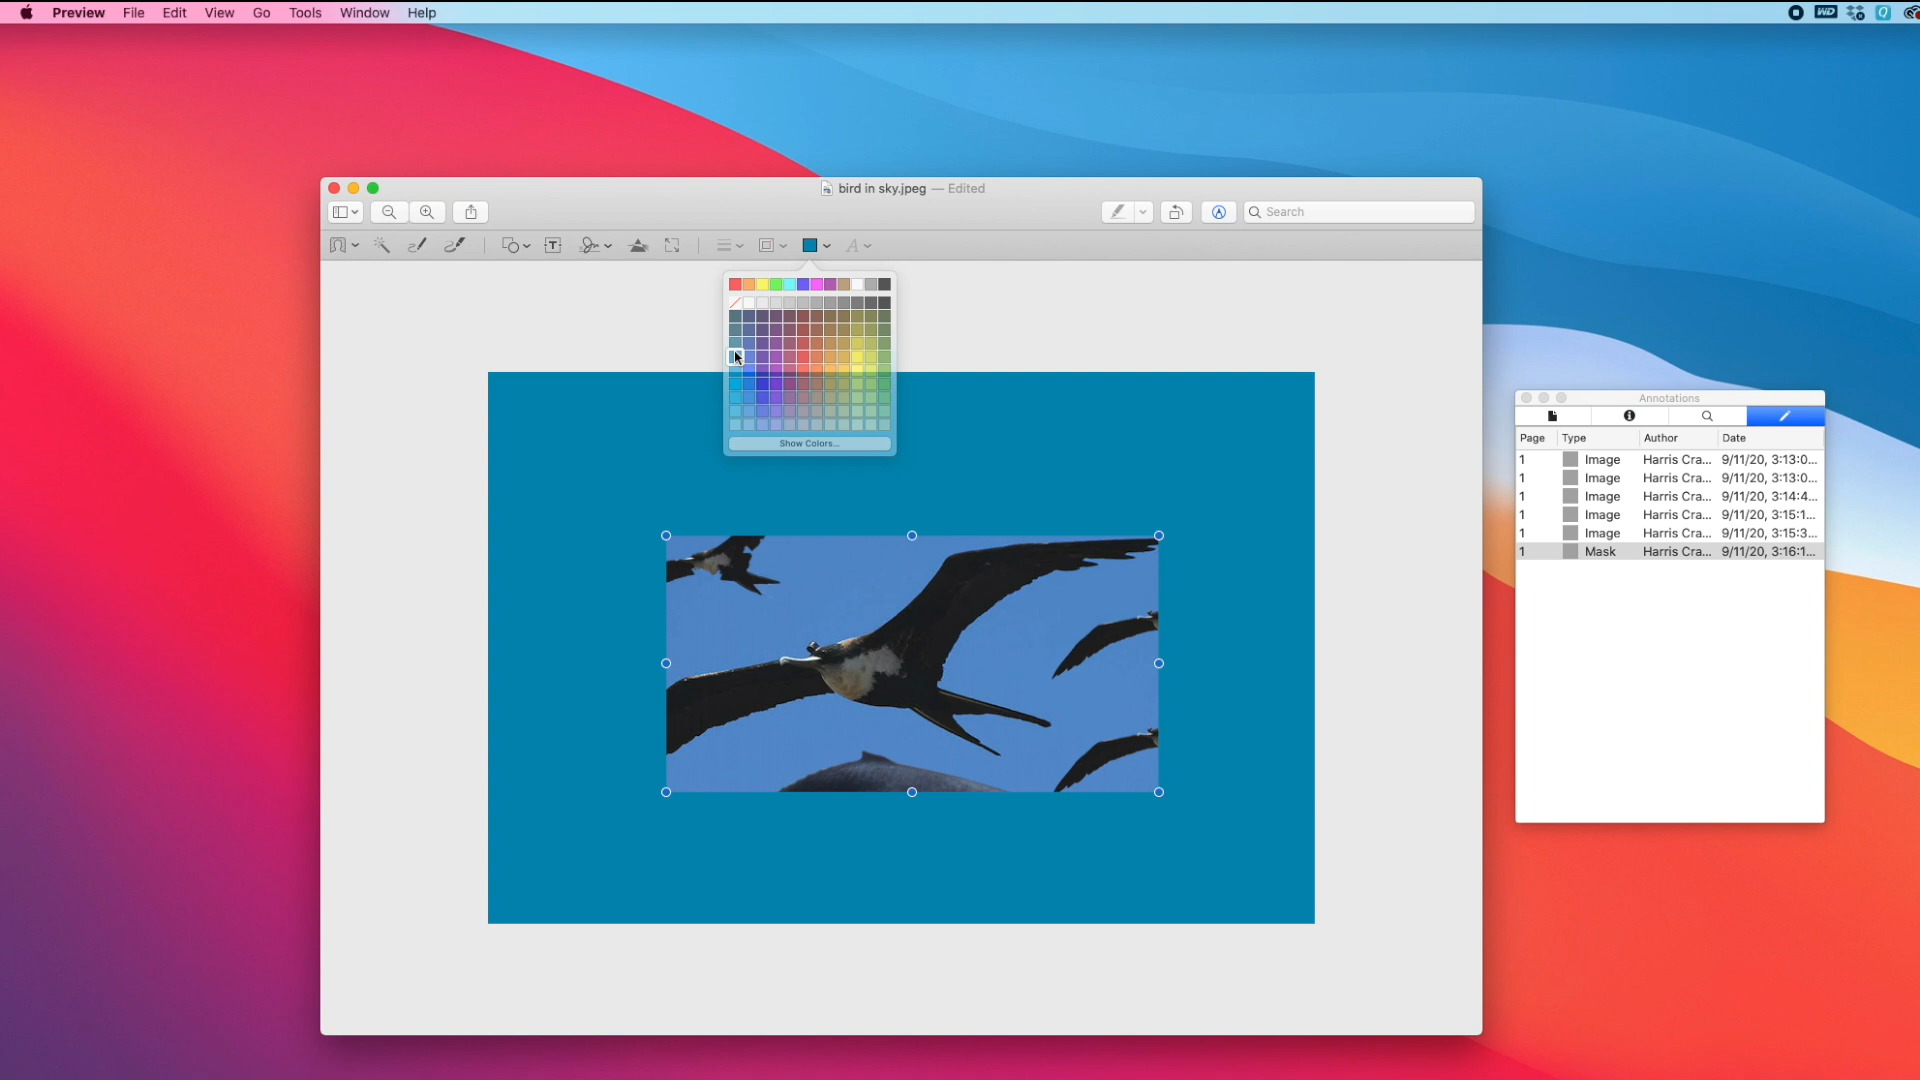 Preview File Edit View Go Tools Window Help
WD Q
bird in sky.jpeg — Edited
Search
T A
Show Colors...
Annotations
Page Type Author Date
1 Image Harris Cra... 9/11/20, 3:13:0...
1 Image Harris Cra... 9/11/20, 3:13:0...
1 Image Harris Cra... 9/11/20, 3:14:4...
1 Image Harris Cra... 9/11/20, 3:15:1...
1 Image Harris Cra... 9/11/20, 3:15:3...
1 Mask Harris Cra... 9/11/20, 3:16:1...